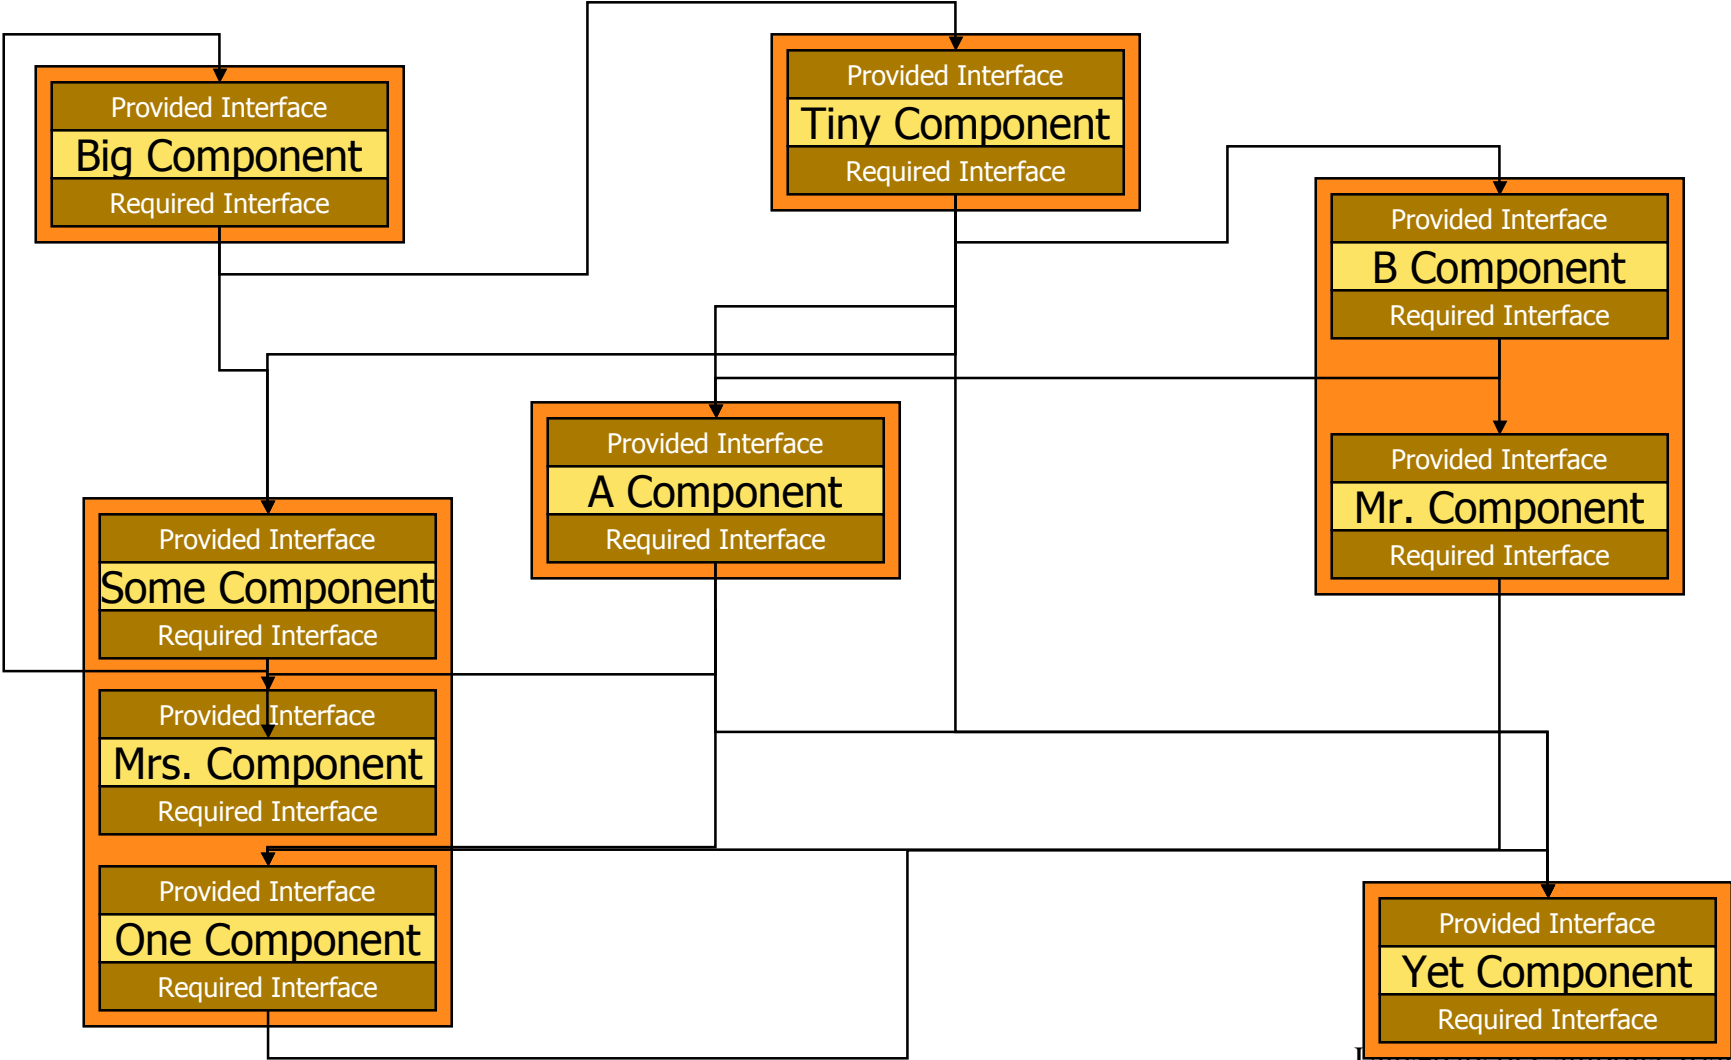 Provided Interface
Big Component
Required Interface
Provided Interface
Tiny Component
Required Interface
Provided Interface
B Component
Required Interface
Provided Interface
A Component
Required Interface
Provided Interface
Mr. Component
Required Interface
Provided Interface
Some Component
Required Interface
Provided Interface
Mrs. Component
Required Interface
Provided Interface
One Component
Required Interface
Provided Interface
Yet Component
Required Interface